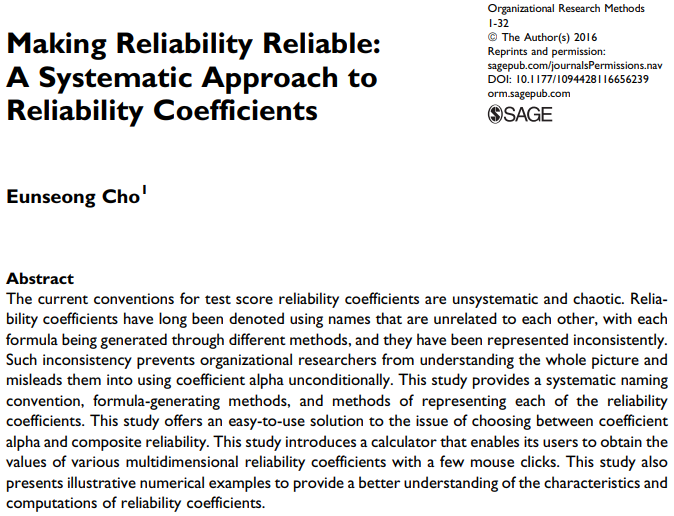 Organizational Research Methods
1-32
© The Author(s) 2016
Reprints and permission:
sagepub.com/journalsPermissions.nav
DOI: 10.1177/1094428116656239
orm.sagepub.com
SAGE
Making Reliability Reliable:
A Systematic Approach to
Reliability Coefficients
Eunseong Cho1
Abstract
The current conventions for test score reliability coefficients are unsystematic and chaotic. Relia-
bility coefficients have long been denoted using names that are unrelated to each other, with each
formula being generated through different methods, and they have been represented inconsistently.
Such inconsistency prevents organizational researchers from understanding the whole picture and
misleads them into using coefficient alpha unconditionally. This study provides a systematic naming
convention, formula-generating methods, and methods of representing each of the reliability
coefficients. This study offers an easy-to-use solution to the issue of choosing between coefficient
alpha and composite reliability. This study introduces a calculator that enables its users to obtain the
values of various multidimensional reliability coefficients with a few mouse clicks. This study also
presents illustrative numerical examples to provide a better understanding of the characteristics and
computations of reliability coefficients.